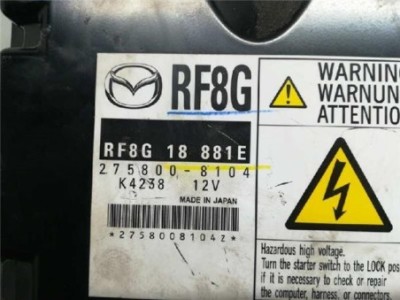 RF8G
WARNING
WARNUN
ATTENTIO
RF8G 18 881E
275800-8104
K4238 12V
MADE IN JAPAN
*2758008104Z*
Hazardous high voltage.
Turn the starter switch to the LOCK
if it is necessary to check or repair
the computer, harness, or connectors.